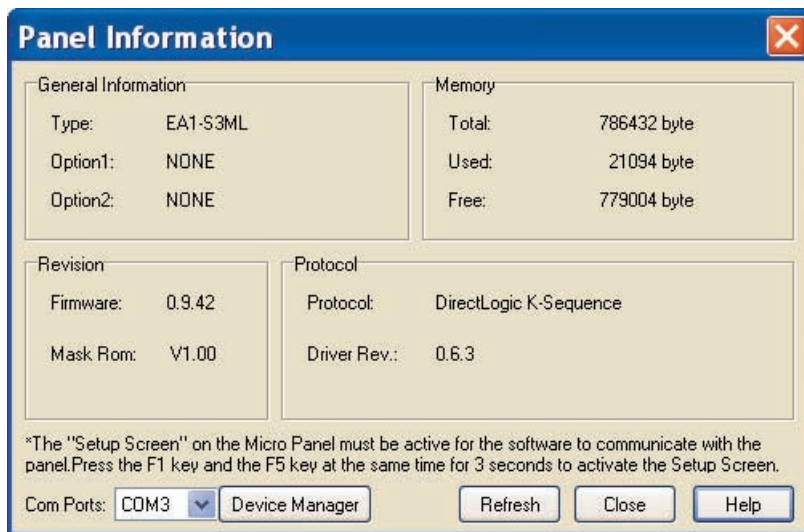 Panel Information
General Information
Type: EA1-S3ML
Option1: NONE
Option2: NONE
Memory
Total: 786432 byte
Used: 21094 byte
Free: 779004 byte
Revision
Firmware: 0.9.42
Mask Rom: V1.00
Protocol
Protocol: DirectLogic K-Sequence
Driver Rev.: 0.6.3
*The "Setup Screen" on the Micro Panel must be active for the software to communicate with the
panel.Press the F1 key and the F5 key at the same time for 3 seconds to activate the Setup Screen.
Com Ports: COM3 Device Manager Refresh Close Help